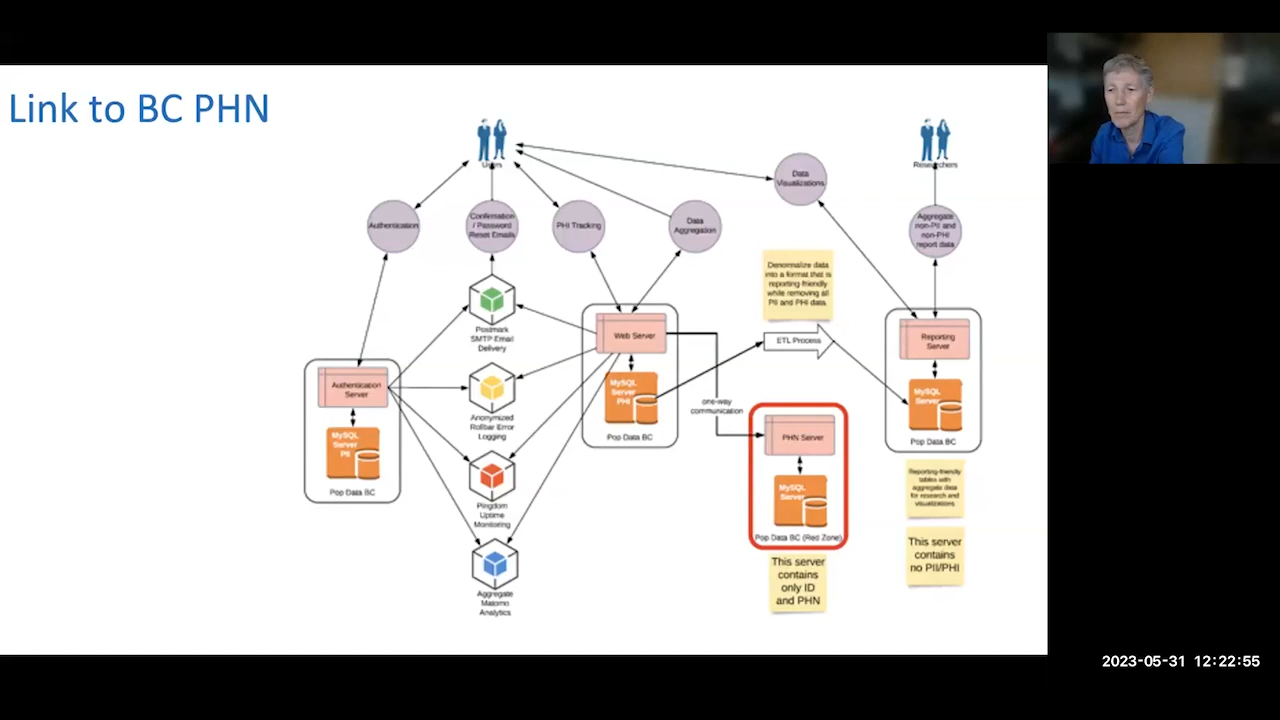 Link to BC PHN
Users
Researchers
Data
Visualizations
Authentication
Confirmation
/ Password
Reset Emails
PHI Tracking
Data
Aggregation
Aggregate
non-PII and
non-PHI
report data
Denormalize data
into a format that is
reporting friendly
while removing all
PII and PHI data.
Postmark
SMTP Email
Delivery
Web Server
MySQL
Server
PHI
Pop Data BC
ETL Process
Reporting
Server
MySQL
Server
Pop Data BC
Authentication
Server
MySQL
Server
PII
Pop Data BC
Anonymized
Rollbar Error
Logging
one-way
communication
PHN Server
MySQL
Server
Pop Data BC (Red Zone)
Pingdom
Uptime
Monitoring
Reporting-friendly
tables with
aggregate data
for research and
visualizations
This server
contains
no PII/PHI
This server
contains
only ID
and PHN
Aggregate
Matomo
Analytics
2023-05-31 12:22:55